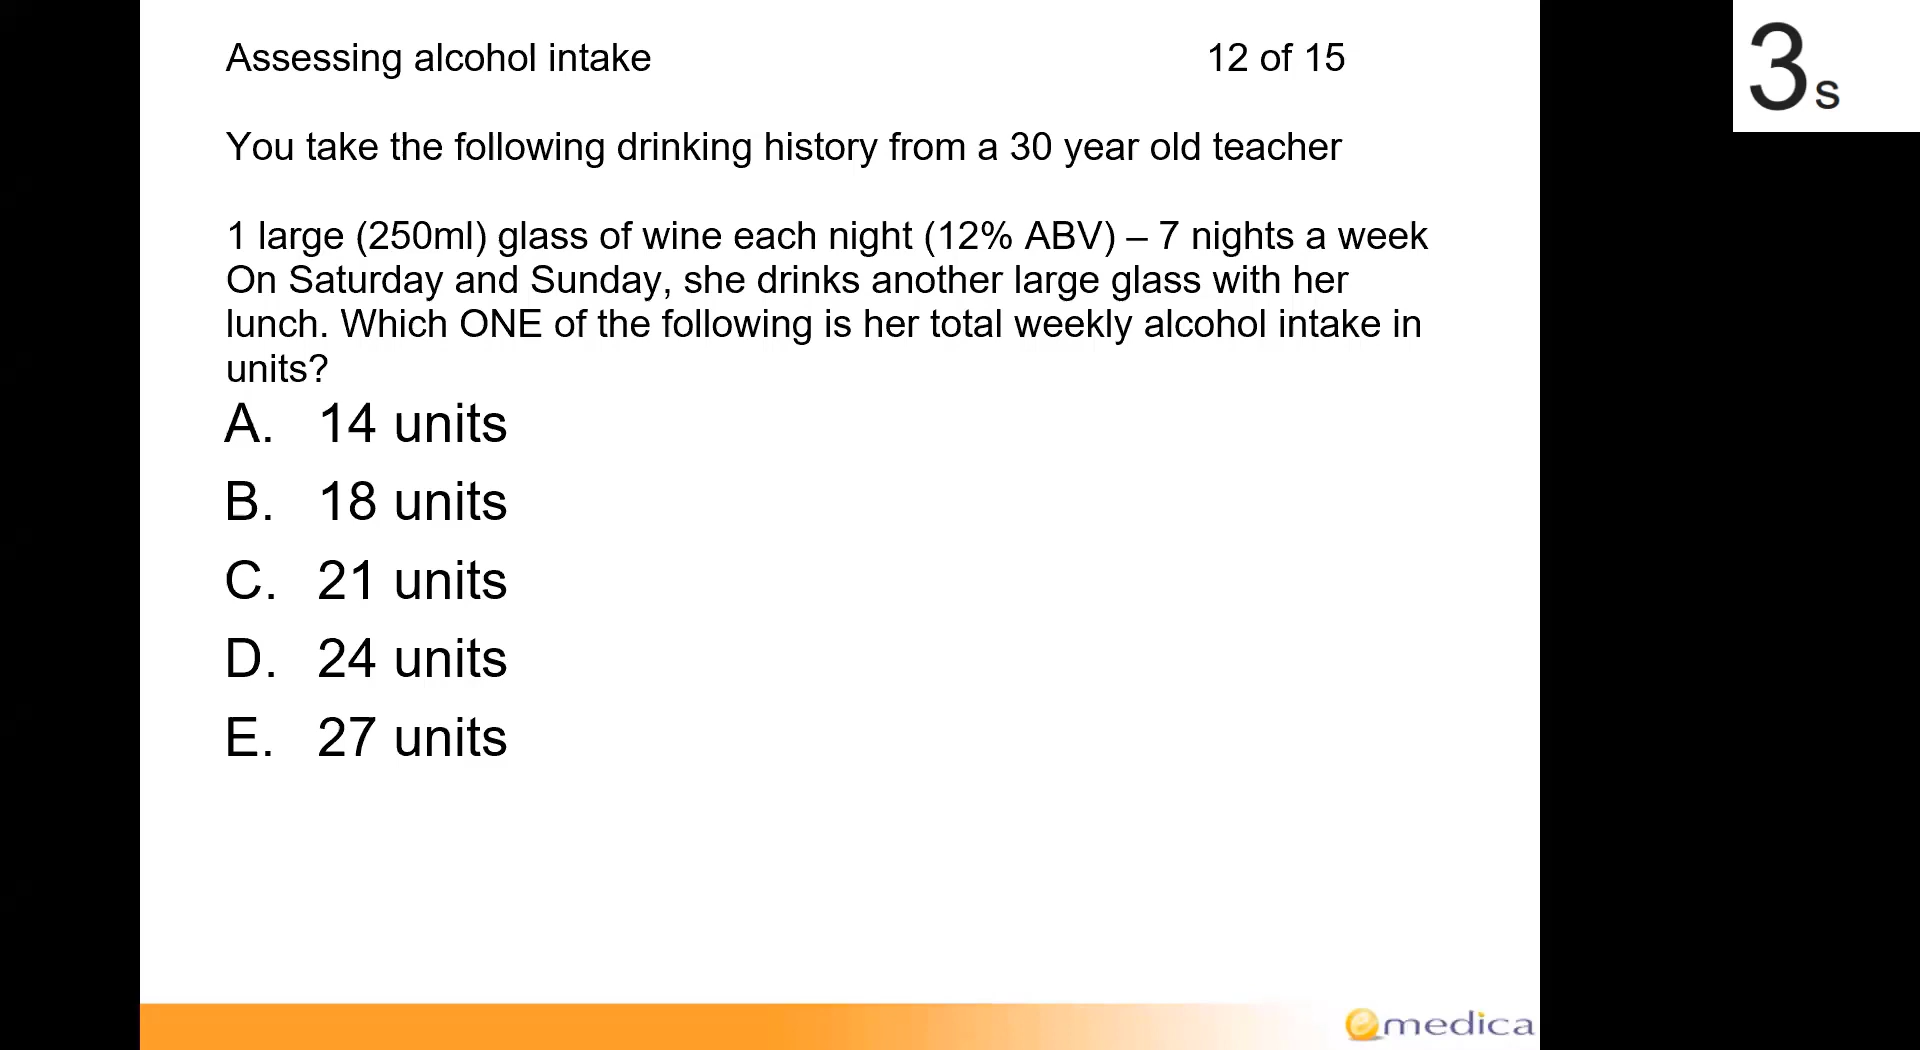 Assessing alcohol intake 12 of 15
3s
You take the following drinking history from a 30 year old teacher
1 large (250ml) glass of wine each night (12% ABV) – 7 nights a week
On Saturday and Sunday, she drinks another large glass with her
lunch. Which ONE of the following is her total weekly alcohol intake in
units?
A. 14 units
B. 18 units
C. 21 units
D. 24 units
E. 27 units
emedica